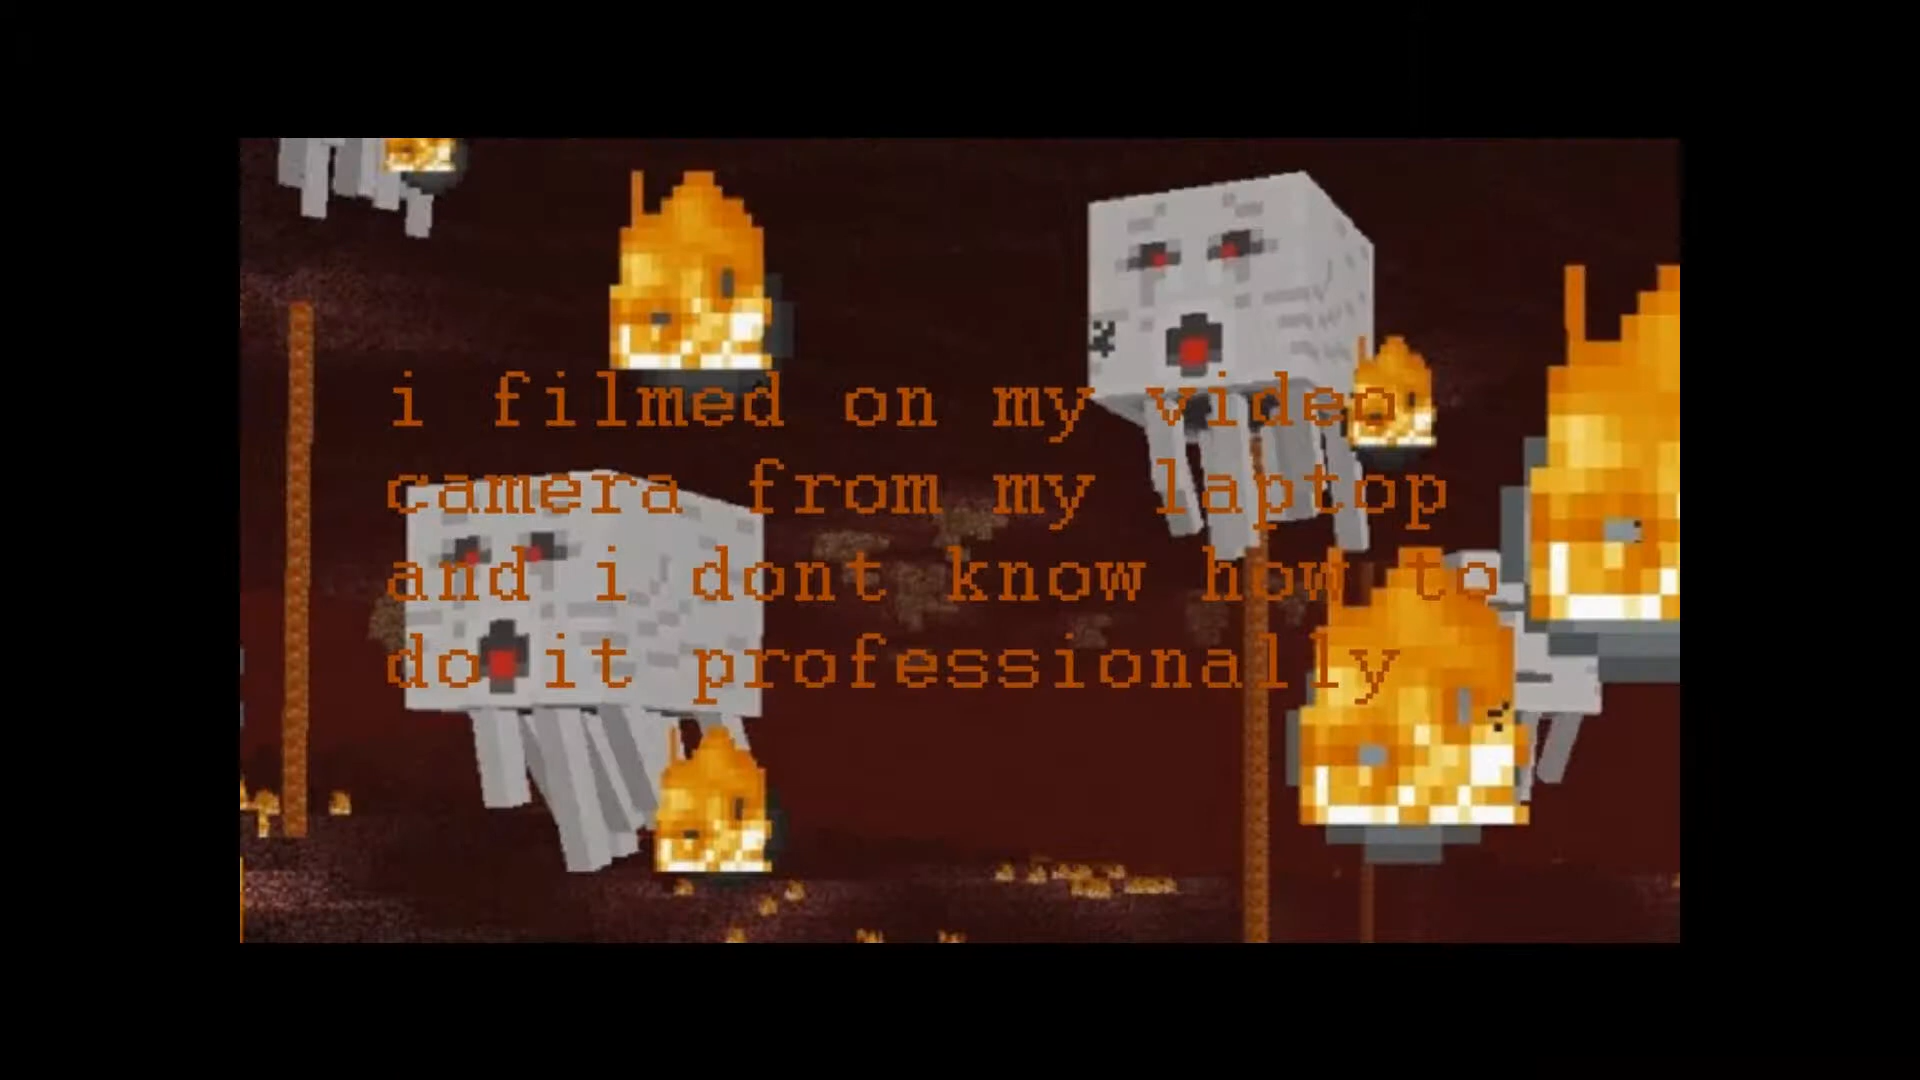 i filmed on my video
camera from my laptop
and i dont know how to
do it professionally